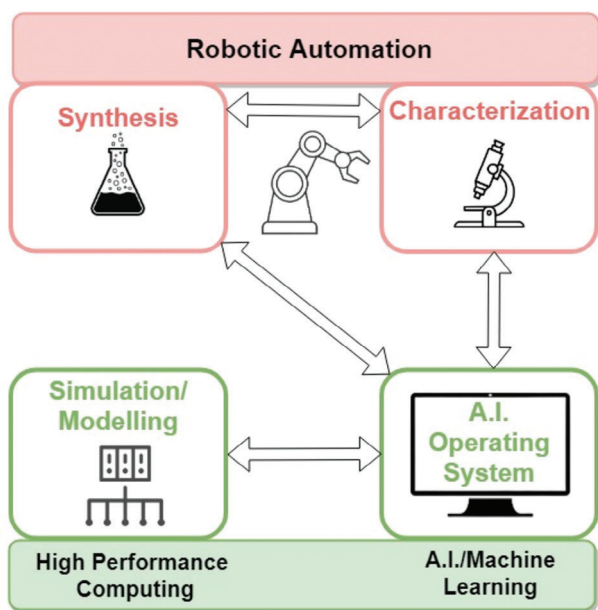 Robotic Automation
Synthesis
Characterization
Simulation/
Modelling
A.I.
Operating
System
High Performance
Computing
A.I./Machine
Learning